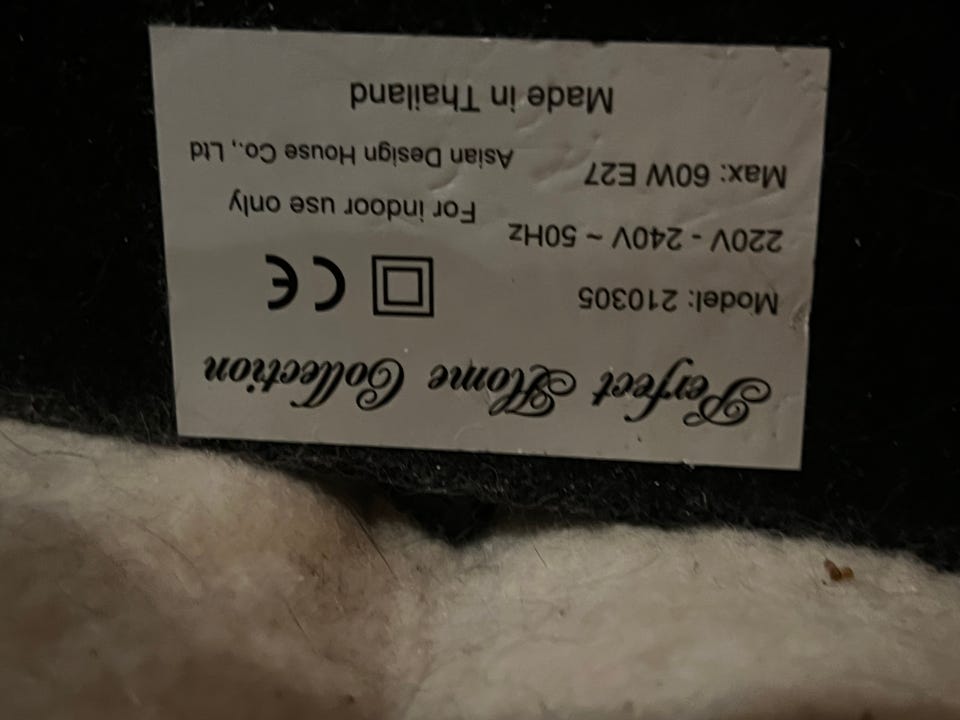 Perfect Home Collection
Model: 210305
CE
220V - 240V ~ 50Hz
For indoor use only
Max: 60W E27
Asian Design House Co., Ltd
Made in Thailand